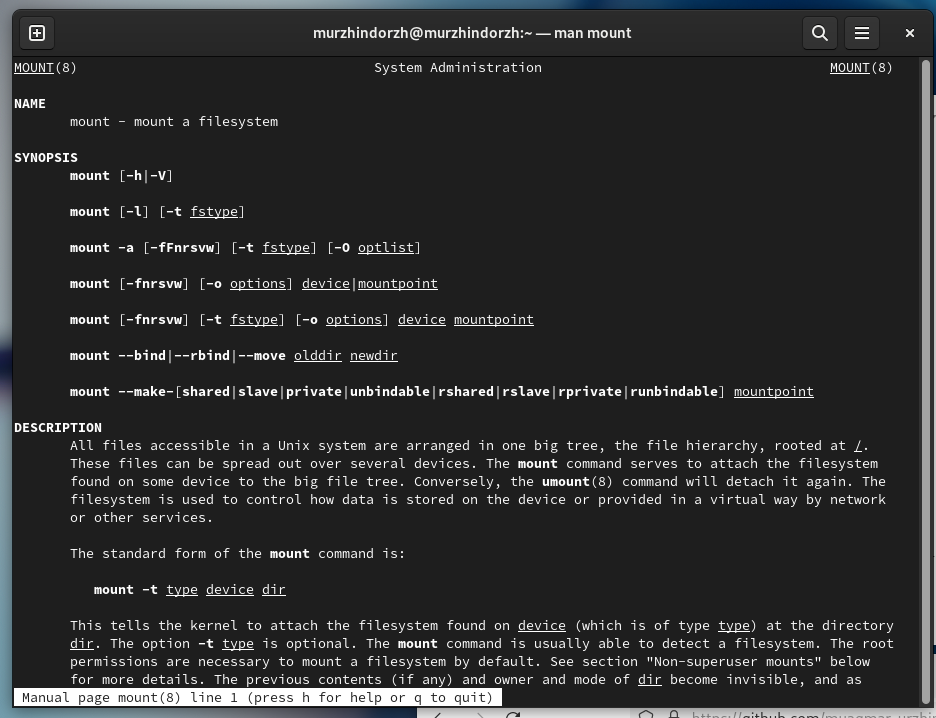 murzhindorzh@murzhindorzh:~ — man mount
MOUNT(8) System Administration MOUNT(8)
NAME
mount - mount a filesystem
SYNOPSIS
mount [-h|-V]
mount [-l] [-t fstype]
mount -a [-fFnrsvw] [-t fstype] [-O optlist]
mount [-fnrsvw] [-o options] device|mountpoint
mount [-fnrsvw] [-t fstype] [-o options] device mountpoint
mount --bind|--rbind|--move olddir newdir
mount --make-[shared|slave|private|unbindable|rshared|rslave|rprivate|runbindable] mountpoint
DESCRIPTION
All files accessible in a Unix system are arranged in one big tree, the file hierarchy, rooted at /.
These files can be spread out over several devices. The mount command serves to attach the filesystem
found on some device to the big file tree. Conversely, the umount(8) command will detach it again. The
filesystem is used to control how data is stored on the device or provided in a virtual way by network
or other services.
The standard form of the mount command is:
mount -t type device dir
This tells the kernel to attach the filesystem found on device (which is of type type) at the directory
dir. The option -t type is optional. The mount command is usually able to detect a filesystem. The root
permissions are necessary to mount a filesystem by default. See section "Non-superuser mounts" below
for more details. The previous contents (if any) and owner and mode of dir become invisible, and as
Manual page mount(8) line 1 (press h for help or q to quit)